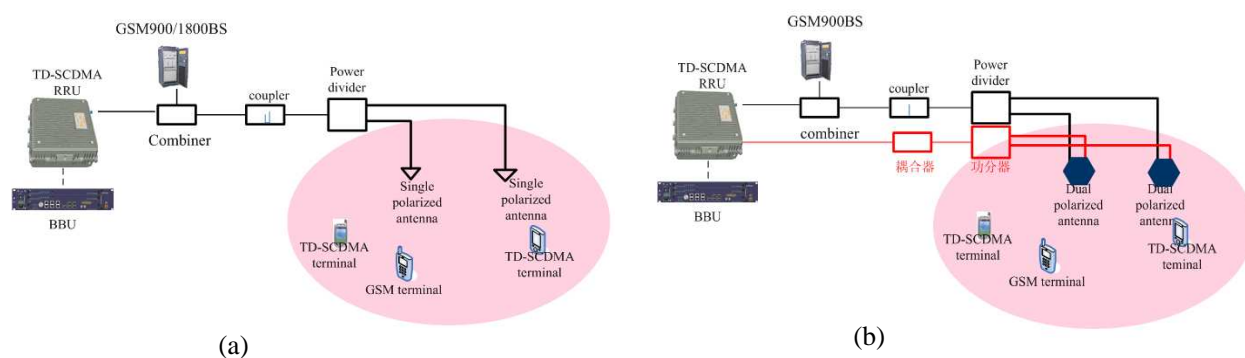 GSM900/1800BS
TD-SCDMA
RRU
Combiner
coupler
Power
divider
BBU
Single
polarized
antenna
Single
polarized
antenna
TD-SCDMA
terminal
GSM terminal
TD-SCDMA
terminal
(a)
GSM900BS
TD-SCDMA
RRU
combiner
coupler
Power
divider
耦合器
功分器
BBU
Dual
polarized
antenna
Dual
polarized
antenna
TD-SCDMA
terminal
GSM terminal
TD-SCDMA
terminal
(b)